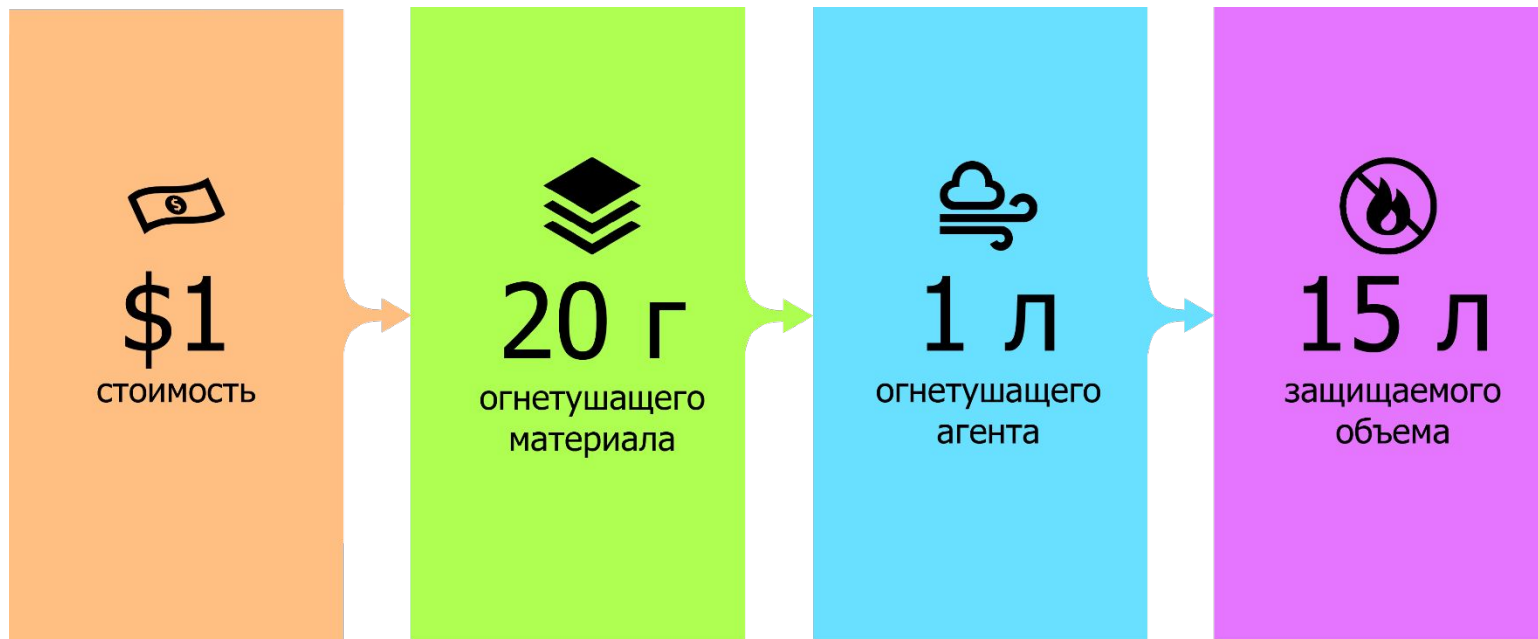 $1
стоимость
20 г
огнетушащего
материала
1 л
огнетушащего
агента
15 л
защищаемого
объема